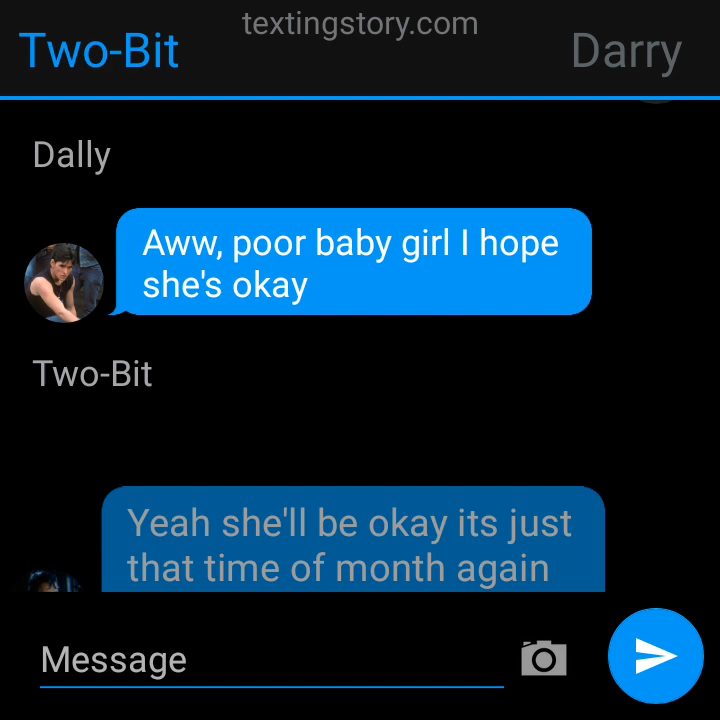 textingstory.com
Two-Bit
Darry
Dally
Aww, poor baby girl I hope
she's okay
Two-Bit
Yeah she'll be okay its just
that time of month again
Message